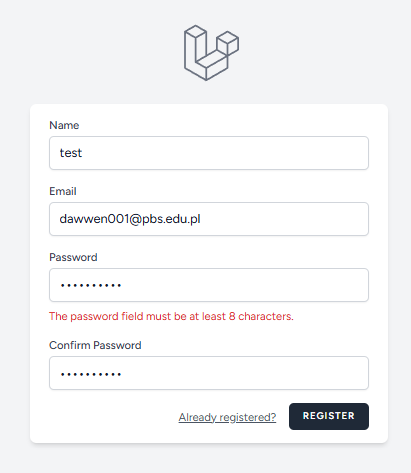 Name
test
Email
dawwen001@pbs.edu.pl
Password
••••••••••
The password field must be at least 8 characters.
Confirm Password
••••••••••
Already registered? REGISTER